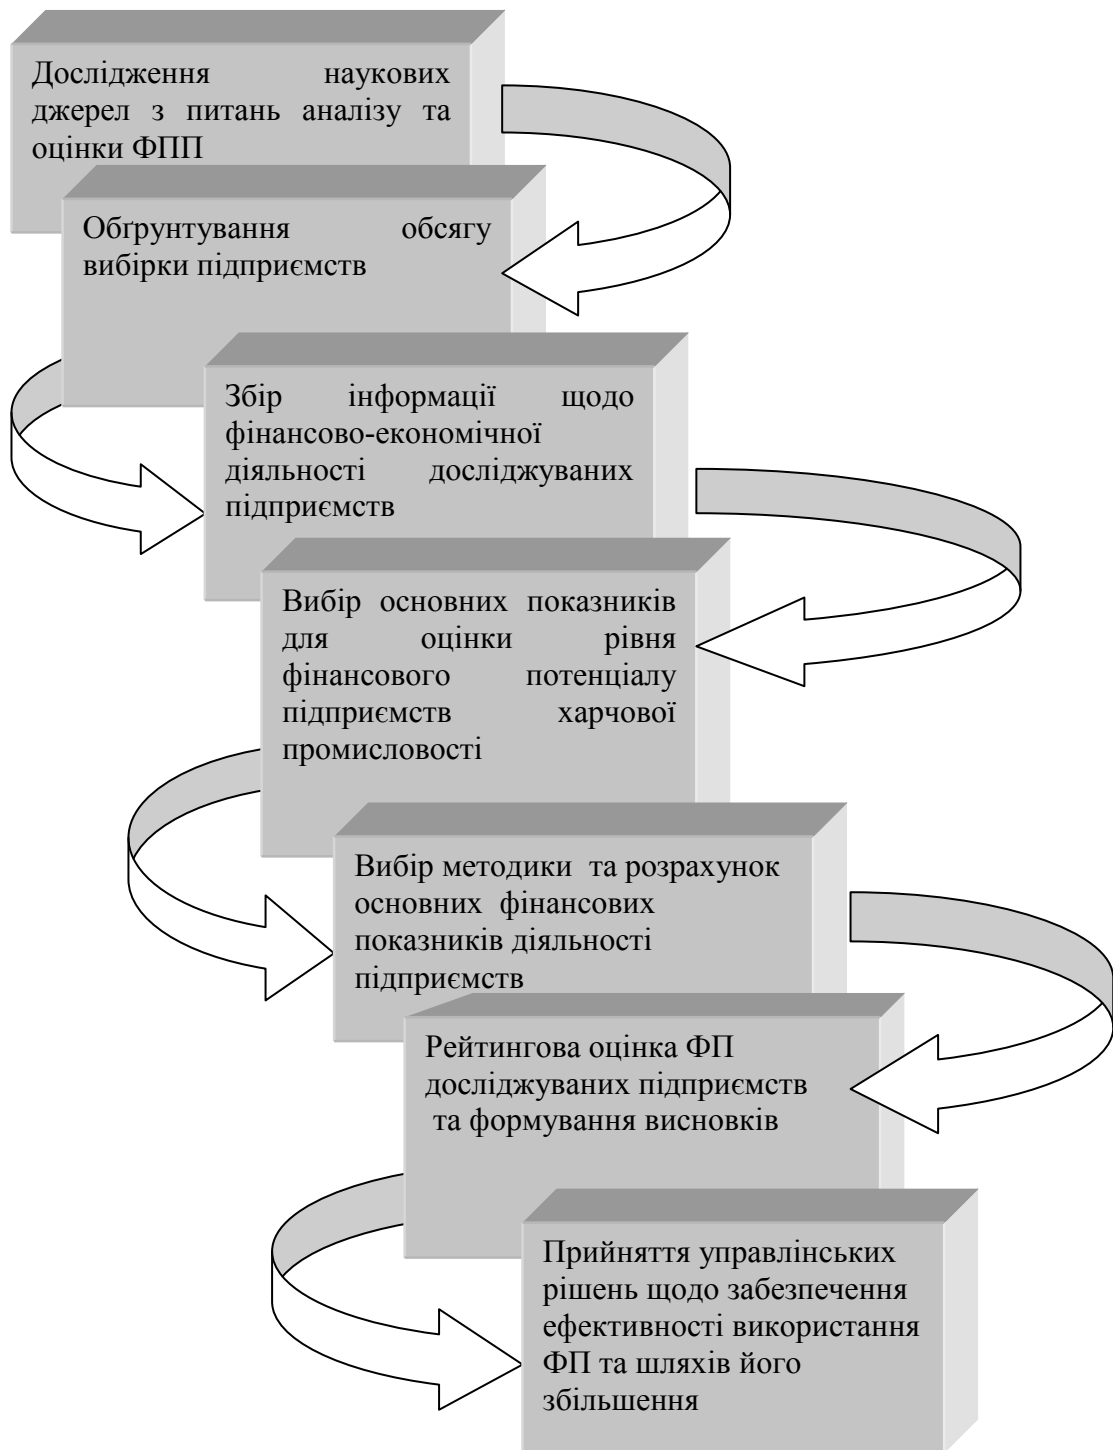 Дослідження наукових
джерел з питань аналізу та
оцінки ФПП
Обґрунтування обсягу
вибірки підприємств
Збір інформації щодо
фінансово-економічної
діяльності досліджуваних
підприємств
Вибір основних показників
для оцінки рівня
фінансового потенціалу
підприємств харчової
промисловості
Вибір методики та розрахунок
основних фінансових
показників діяльності
підприємств
Рейтингова оцінка ФП
досліджуваних підприємств
та формування висновків
Прийняття управлінських
рішень щодо забезпечення
ефективності використання
ФП та шляхів його
збільшення